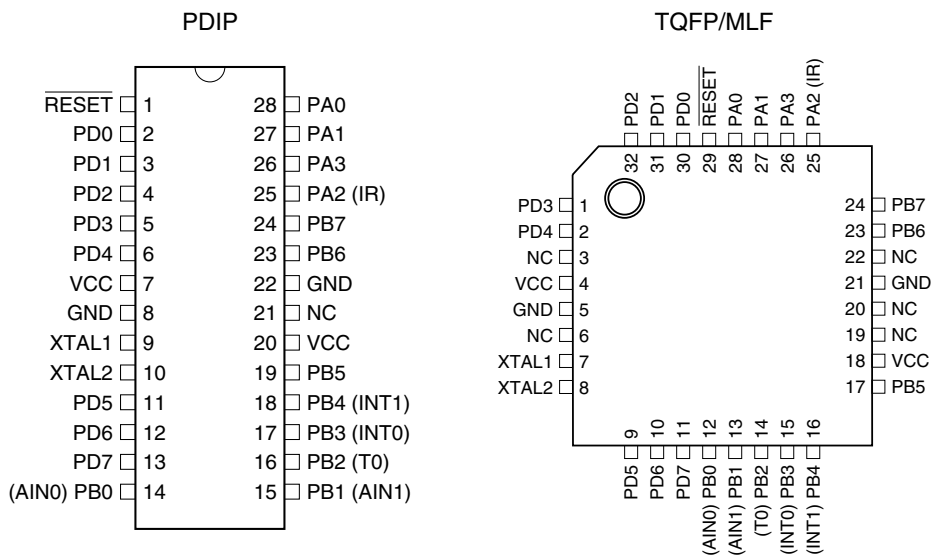 PDIP
RESET 1 28 PA0
PD0 2 27 PA1
PD1 3 26 PA3
PD2 4 25 PA2 (IR)
PD3 5 24 PB7
PD4 6 23 PB6
VCC 7 22 GND
GND 8 21 NC
XTAL1 9 20 VCC
XTAL2 10 19 PB5
PD5 11 18 PB4 (INT1)
PD6 12 17 PB3 (INT0)
PD7 13 16 PB2 (T0)
(AIN0) PB0 14 15 PB1 (AIN1)
TQFP/MLF
PD2 PD1 PD0 RESET PA0 PA1 PA3 PA2 (IR)
32 31 30 29 28 27 26 25
PD3 1 24 PB7
PD4 2 23 PB6
NC 3 22 NC
VCC 4 21 GND
GND 5 20 NC
NC 6 19 NC
XTAL1 7 18 VCC
XTAL2 8 17 PB5
9 10 11 12 13 14 15 16
PD5 PD6 PD7 (AIN0) PB0 (AIN1) PB1 (T0) PB2 (INT0) PB3 (INT1) PB4